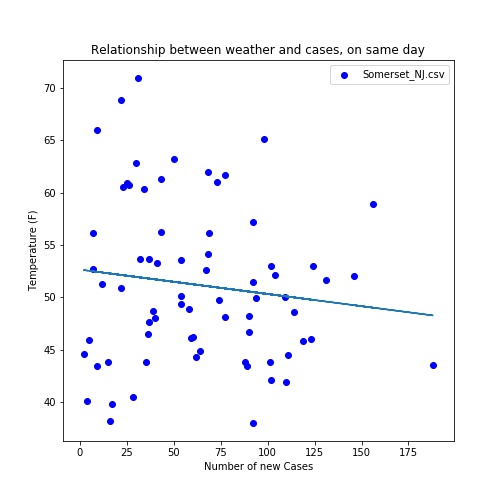 Relationship between weather and cases, on same day
Somerset_NJ.csv
Temperature (F)
70
65
60
55
50
45
40
0 25 50 75 100 125 150 175
Number of new Cases